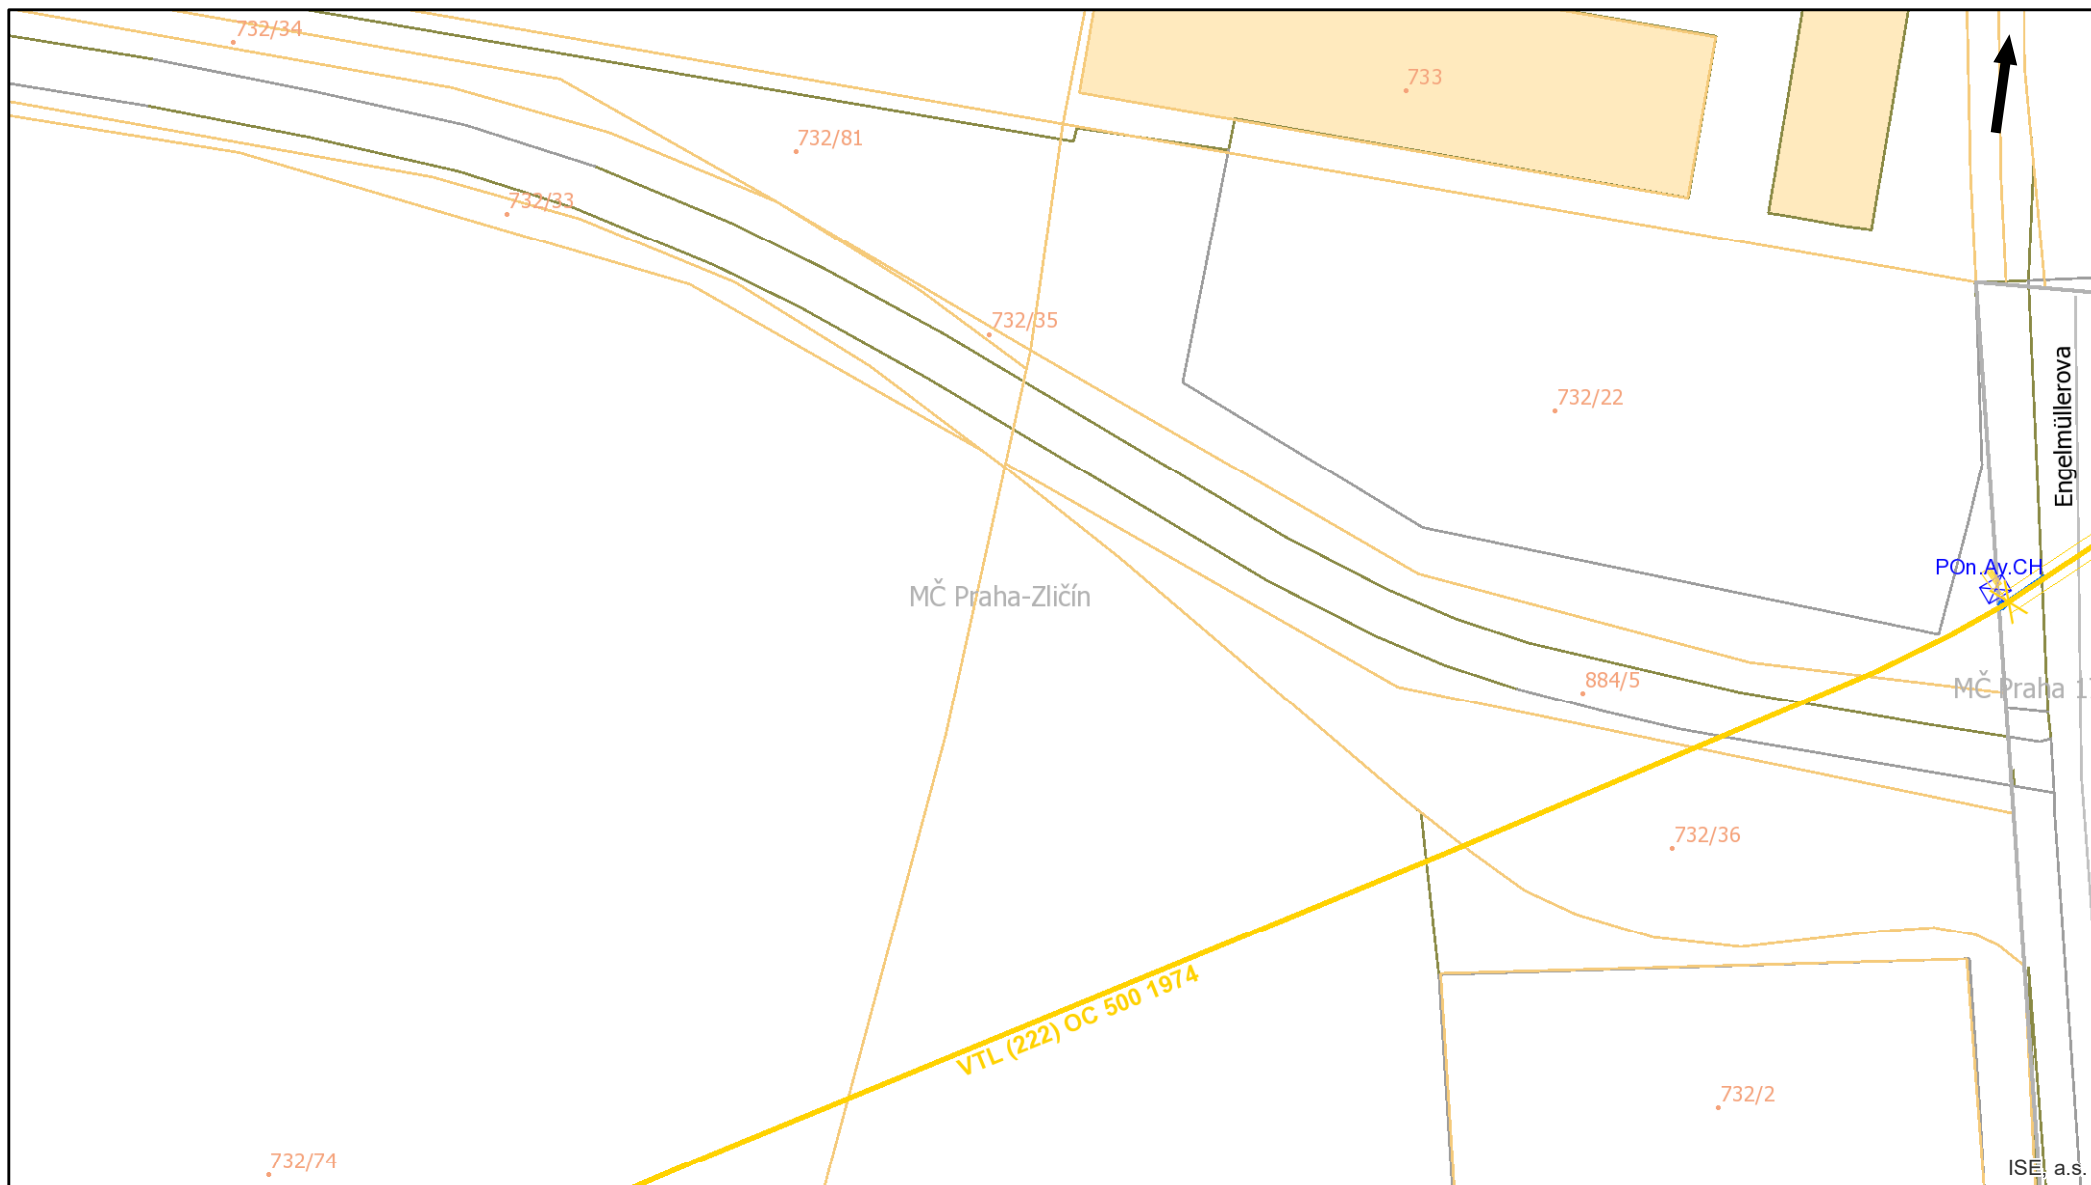 732/34
733
732/81
732/33
732/35
732/22
Engelmüllerova
POn.Ay.CH
MČ Praha-Zličín
884/5
MČ Praha 17
732/36
VTL (222) OC 500 1974
732/2
732/74
ISE, a.s.